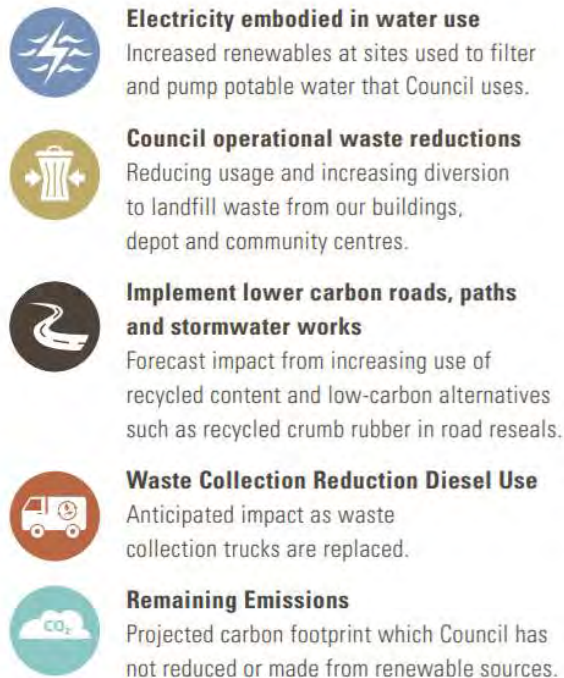 Electricity embodied in water use
Increased renewables at sites used to filter
and pump potable water that Council uses.
Council operational waste reductions
Reducing usage and increasing diversion
to landfill waste from our buildings,
depot and community centres.
Implement lower carbon roads, paths
and stormwater works
Forecast impact from increasing use of
recycled content and low-carbon alternatives
such as recycled crumb rubber in road reseals.
Waste Collection Reduction Diesel Use
Anticipated impact as waste
collection trucks are replaced.
CO₂
Remaining Emissions
Projected carbon footprint which Council has
not reduced or made from renewable sources.